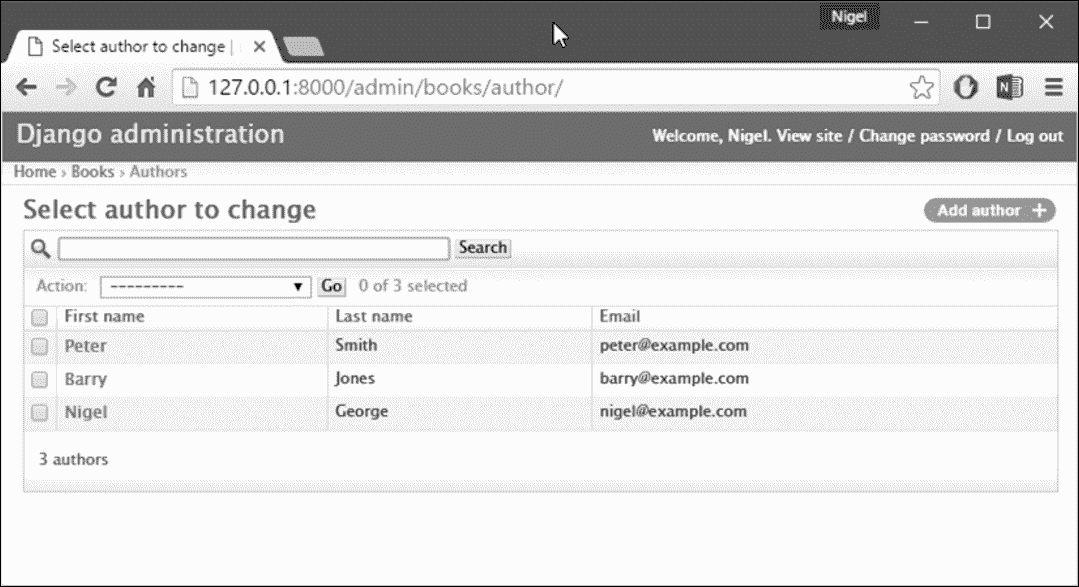 Nigel
Select author to change |
127.0.0.1:8000/admin/books/author/
N
Django administration
Welcome, Nigel. View site / Change password / Log out
Home › Books › Authors
Select author to change
Add author +
Search
Action: --------- Go 0 of 3 selected
First name Last name Email
Peter Smith peter@example.com
Barry Jones barry@example.com
Nigel George nigel@example.com
3 authors